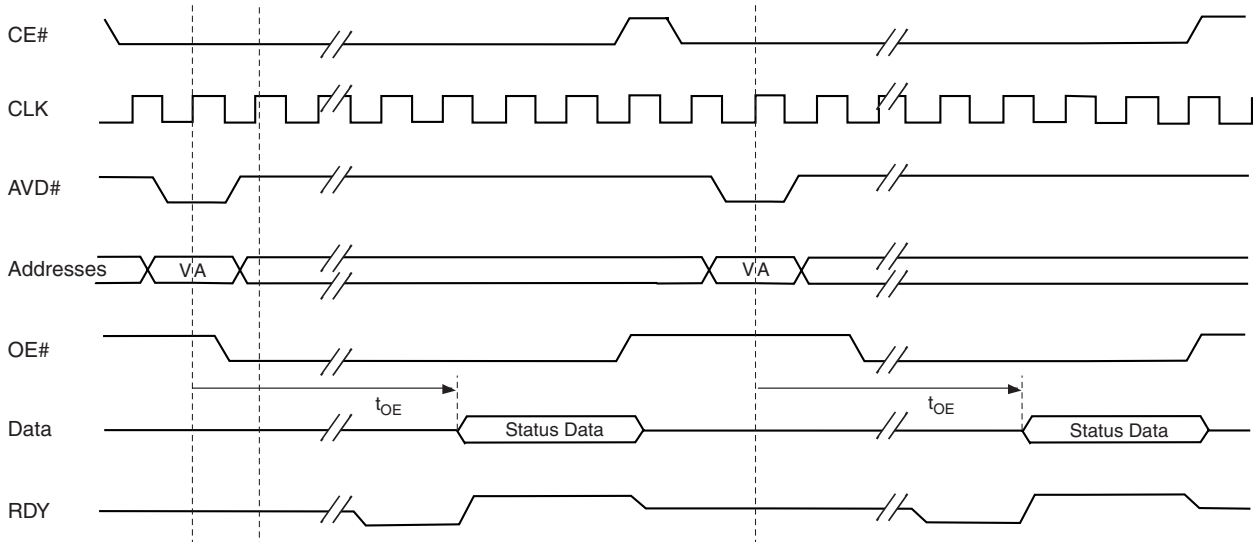 CE#
CLK
AVD#
Addresses
VA
VA
OE#
tOE
tOE
Data
Status Data
Status Data
RDY